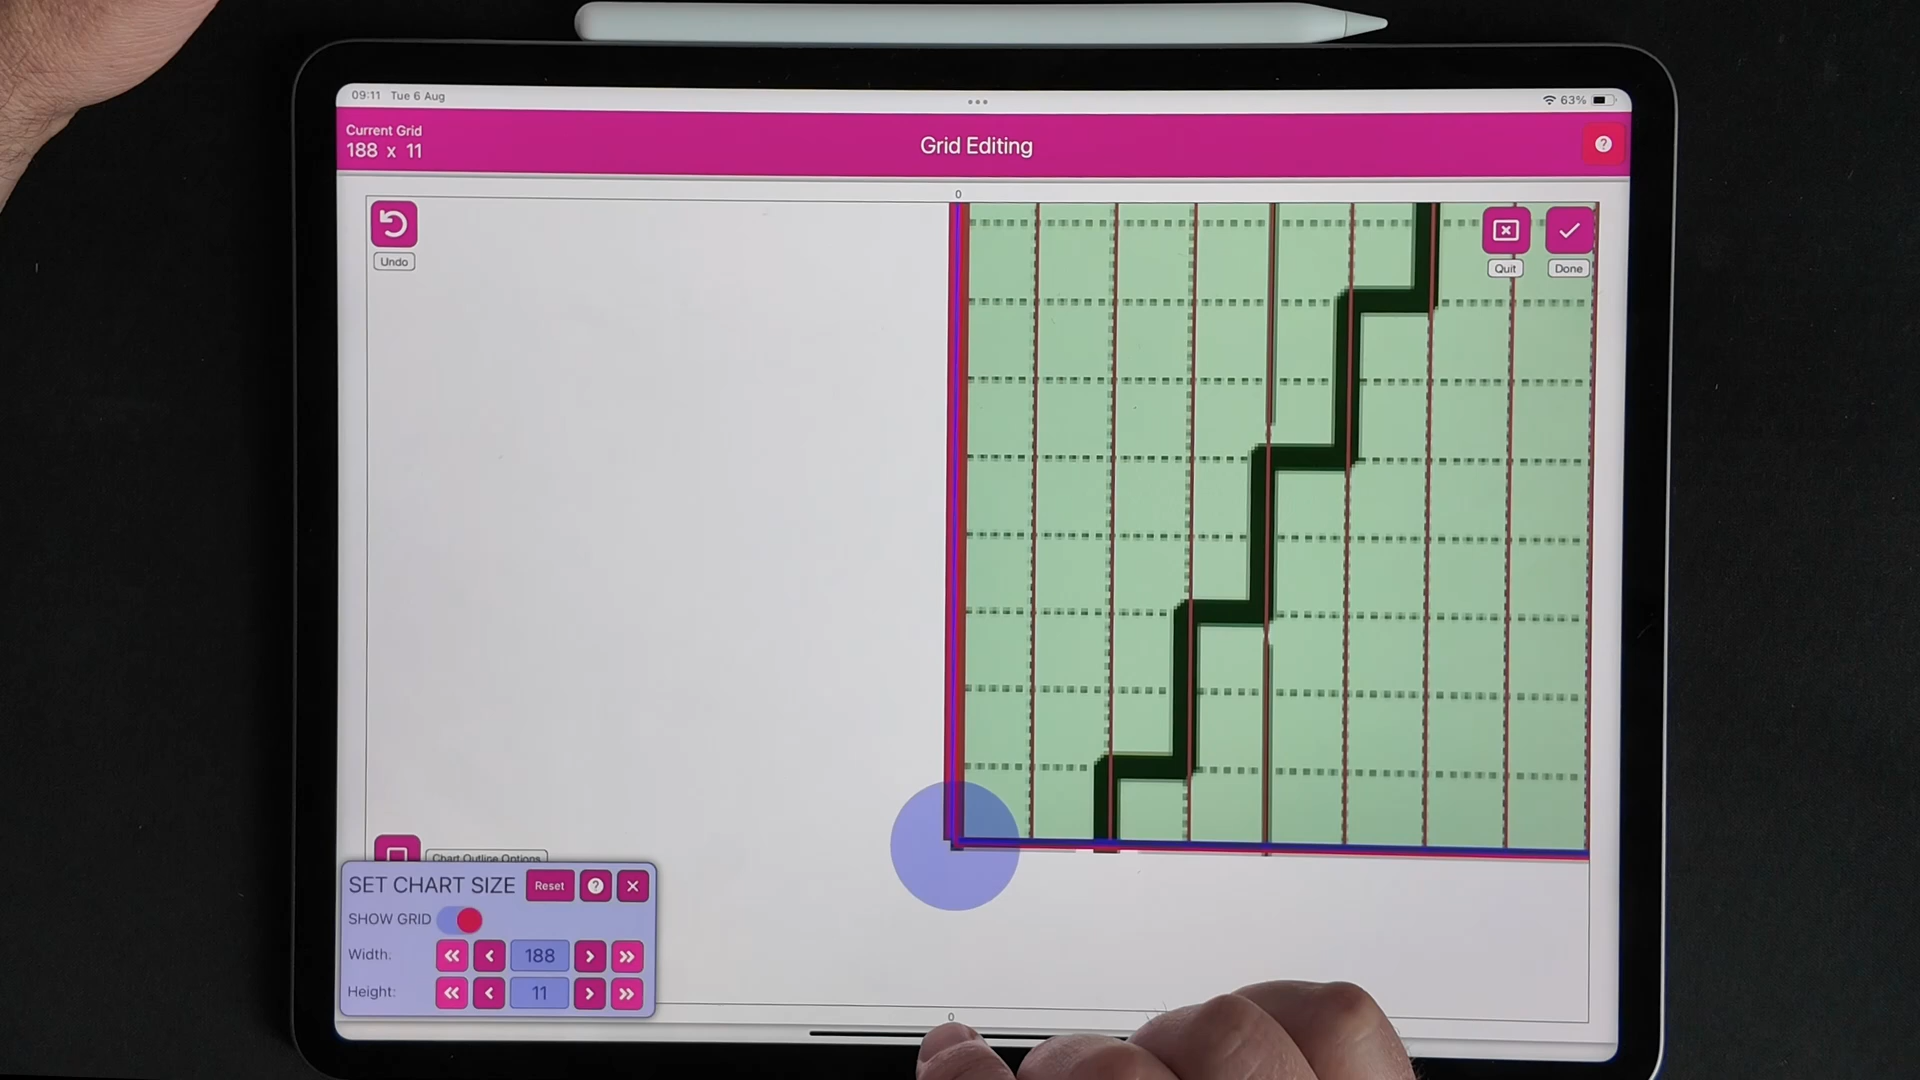 09:11 Tue 6 Aug
63%
Current Grid
188 x 11
Grid Editing
?
0
Undo
Quit
Done
Chart Outline Options
SET CHART SIZE
Reset
?
SHOW GRID
Width.
188
Height:
11
0